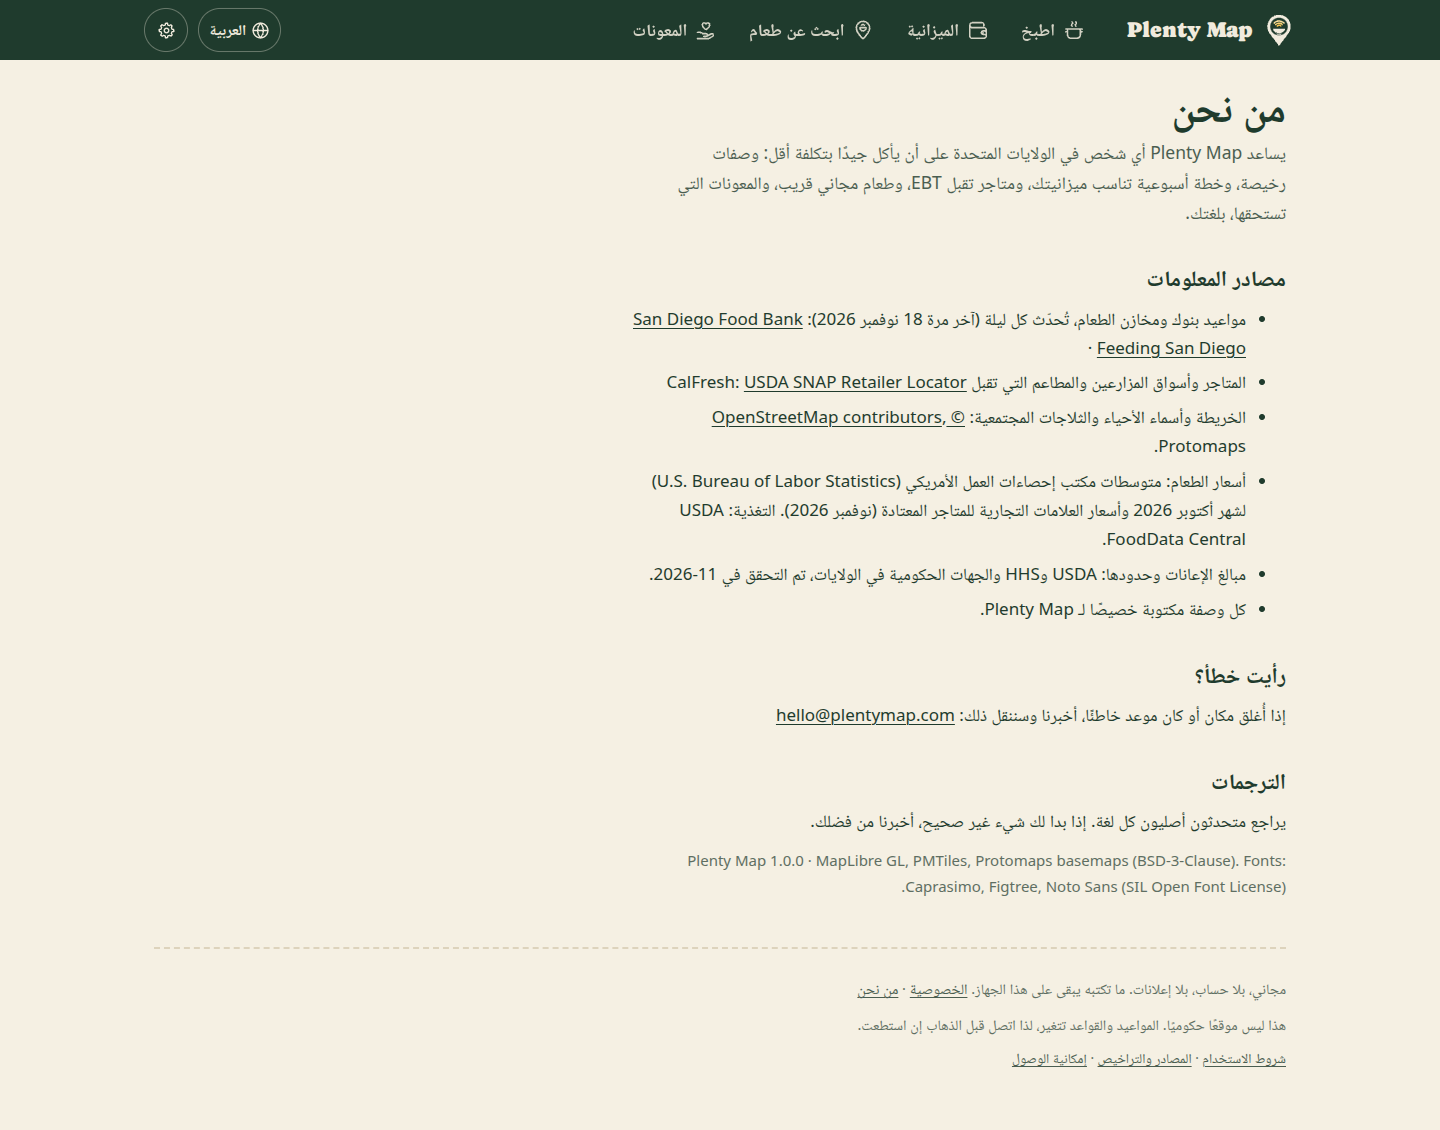 Plenty Map
اطبخ
الميزانية
ابحث عن طعام
المعونات
العربية
من نحن
يساعد Plenty Map أي شخص في الولايات المتحدة على أن يأكل جيدًا بتكلفة أقل: وصفات
رخيصة، وخطة أسبوعية تناسب ميزانيتك، ومتاجر تقبل EBT، وطعام مجاني قريب، والمعونات التي
تستحقها، بلغتك.
مصادر المعلومات
• مواعيد بنوك ومخازن الطعام، تُحدّث كل ليلة (آخر مرة 18 نوفمبر 2026): San Diego Food Bank
· Feeding San Diego
• المتاجر وأسواق المزارعين والمطاعم التي تقبل CalFresh: USDA SNAP Retailer Locator
• الخريطة وأسماء الأحياء والثلاجات المجتمعية: © OpenStreetMap contributors,
Protomaps.
• أسعار الطعام: متوسطات مكتب إحصاءات العمل الأمريكي (U.S. Bureau of Labor Statistics)
لشهر أكتوبر 2026 وأسعار العلامات التجارية للمتاجر المعتادة (نوفمبر 2026). التغذية: USDA
FoodData Central.
• مبالغ الإعانات وحدودها: USDA وHHS والجهات الحكومية في الولايات، تم التحقق في 11-2026.
• كل وصفة مكتوبة خصيصًا لـ Plenty Map.
رأيت خطأ؟
إذا أُغلق مكان أو كان موعد خاطئًا، أخبرنا وسننقل ذلك: hello@plentymap.com
الترجمات
يراجع متحدثون أصليون كل لغة. إذا بدا لك شيء غير صحيح، أخبرنا من فضلك.
Plenty Map 1.0.0 · MapLibre GL, PMTiles, Protomaps basemaps (BSD-3-Clause). Fonts:
Caprasimo, Figtree, Noto Sans (SIL Open Font License).
مجاني، بلا حساب، بلا إعلانات. ما تكتبه يبقى على هذا الجهاز. الخصوصية · من نحن
هذا ليس موقعًا حكوميًا. المواعيد والقواعد تتغير، لذا اتصل قبل الذهاب إن استطعت.
شروط الاستخدام · المصادر والتراخيص · إمكانية الوصول